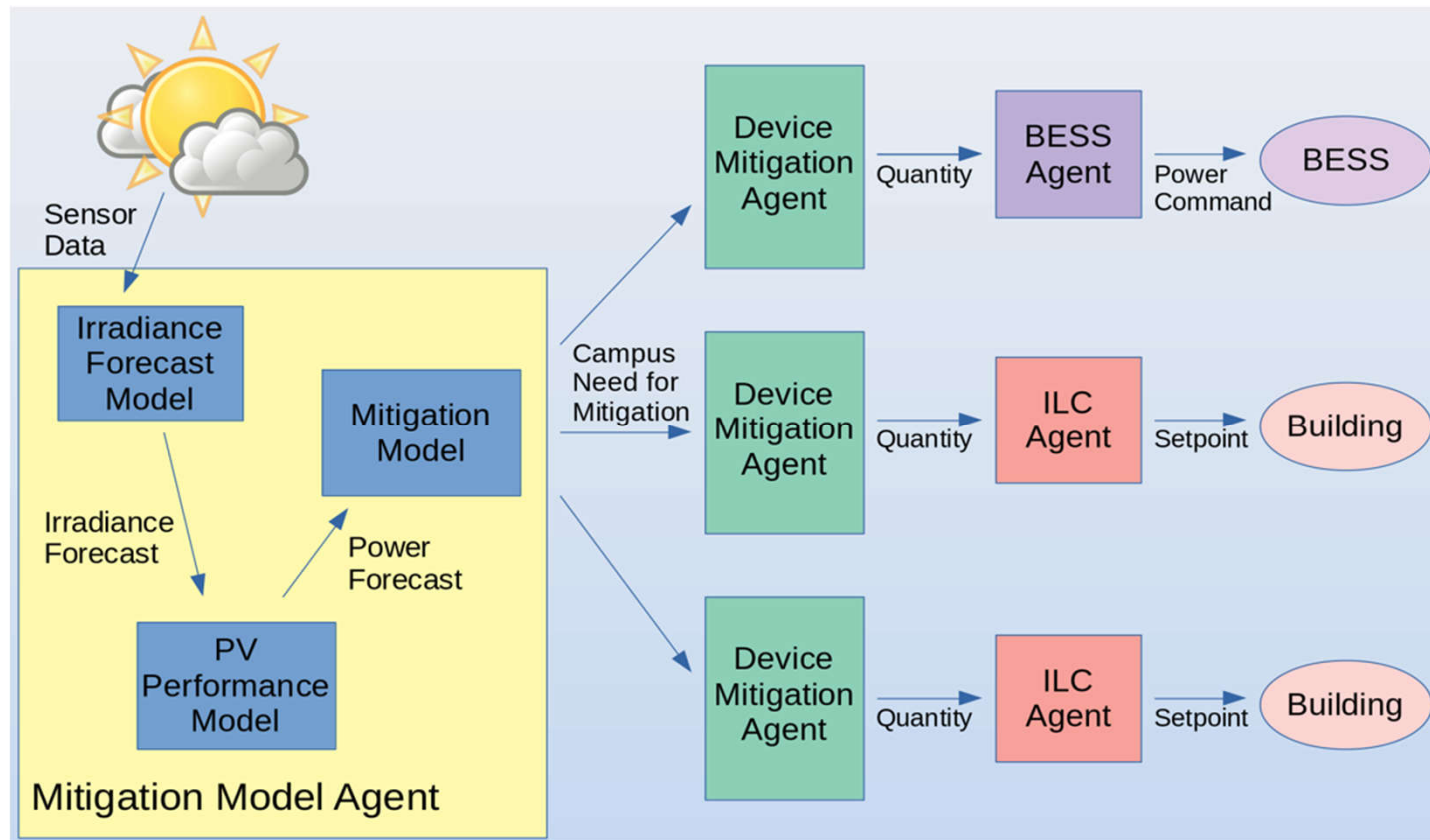 Sensor
Data
Irradiance
Forecast
Model
Irradiance
Forecast
PV
Performance
Model
Power
Forecast
Mitigation
Model
Mitigation Model Agent
Campus
Need for
Mitigation
Device
Mitigation
Agent
Quantity
BESS
Agent
Power
Command
BESS
Device
Mitigation
Agent
Quantity
ILC
Agent
Setpoint
Building
Device
Mitigation
Agent
Quantity
ILC
Agent
Setpoint
Building